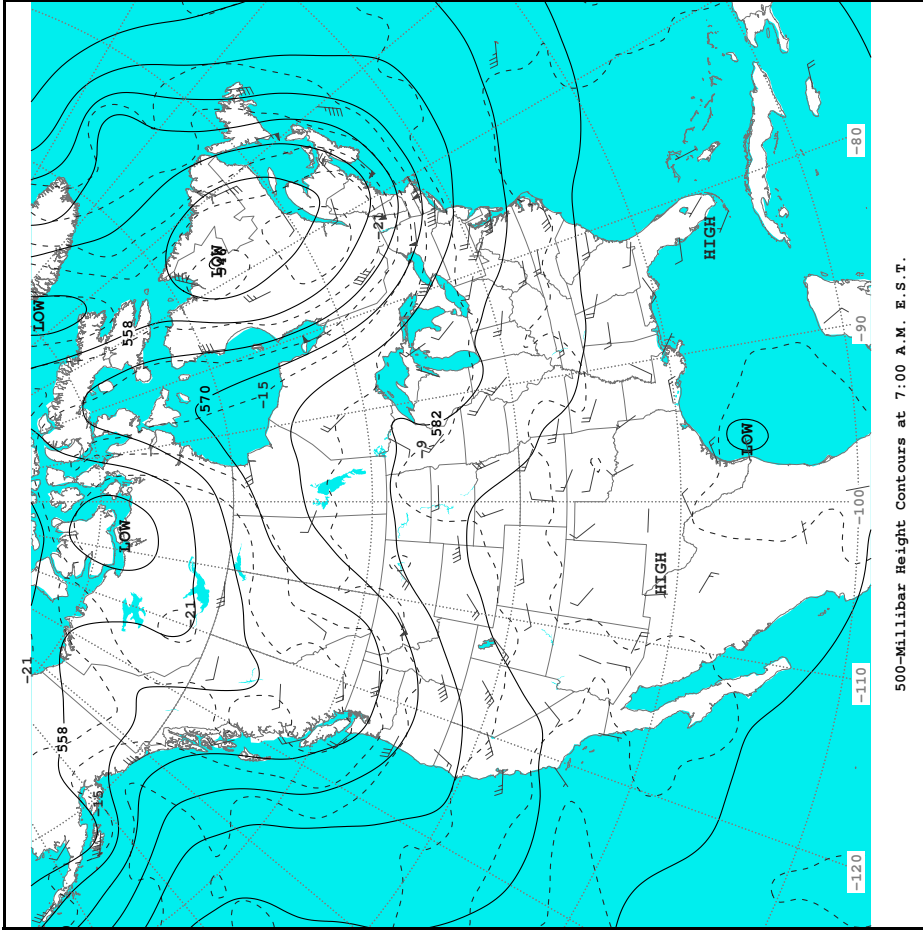 -21
LOW
558
-15
LOW 558
-21
570
LOW
-15
-21
-9
582
HIGH
HIGH
LOW
-120 -110 -100 -90 -80
500-Millibar Height Contours at 7:00 A.M. E.S.T.